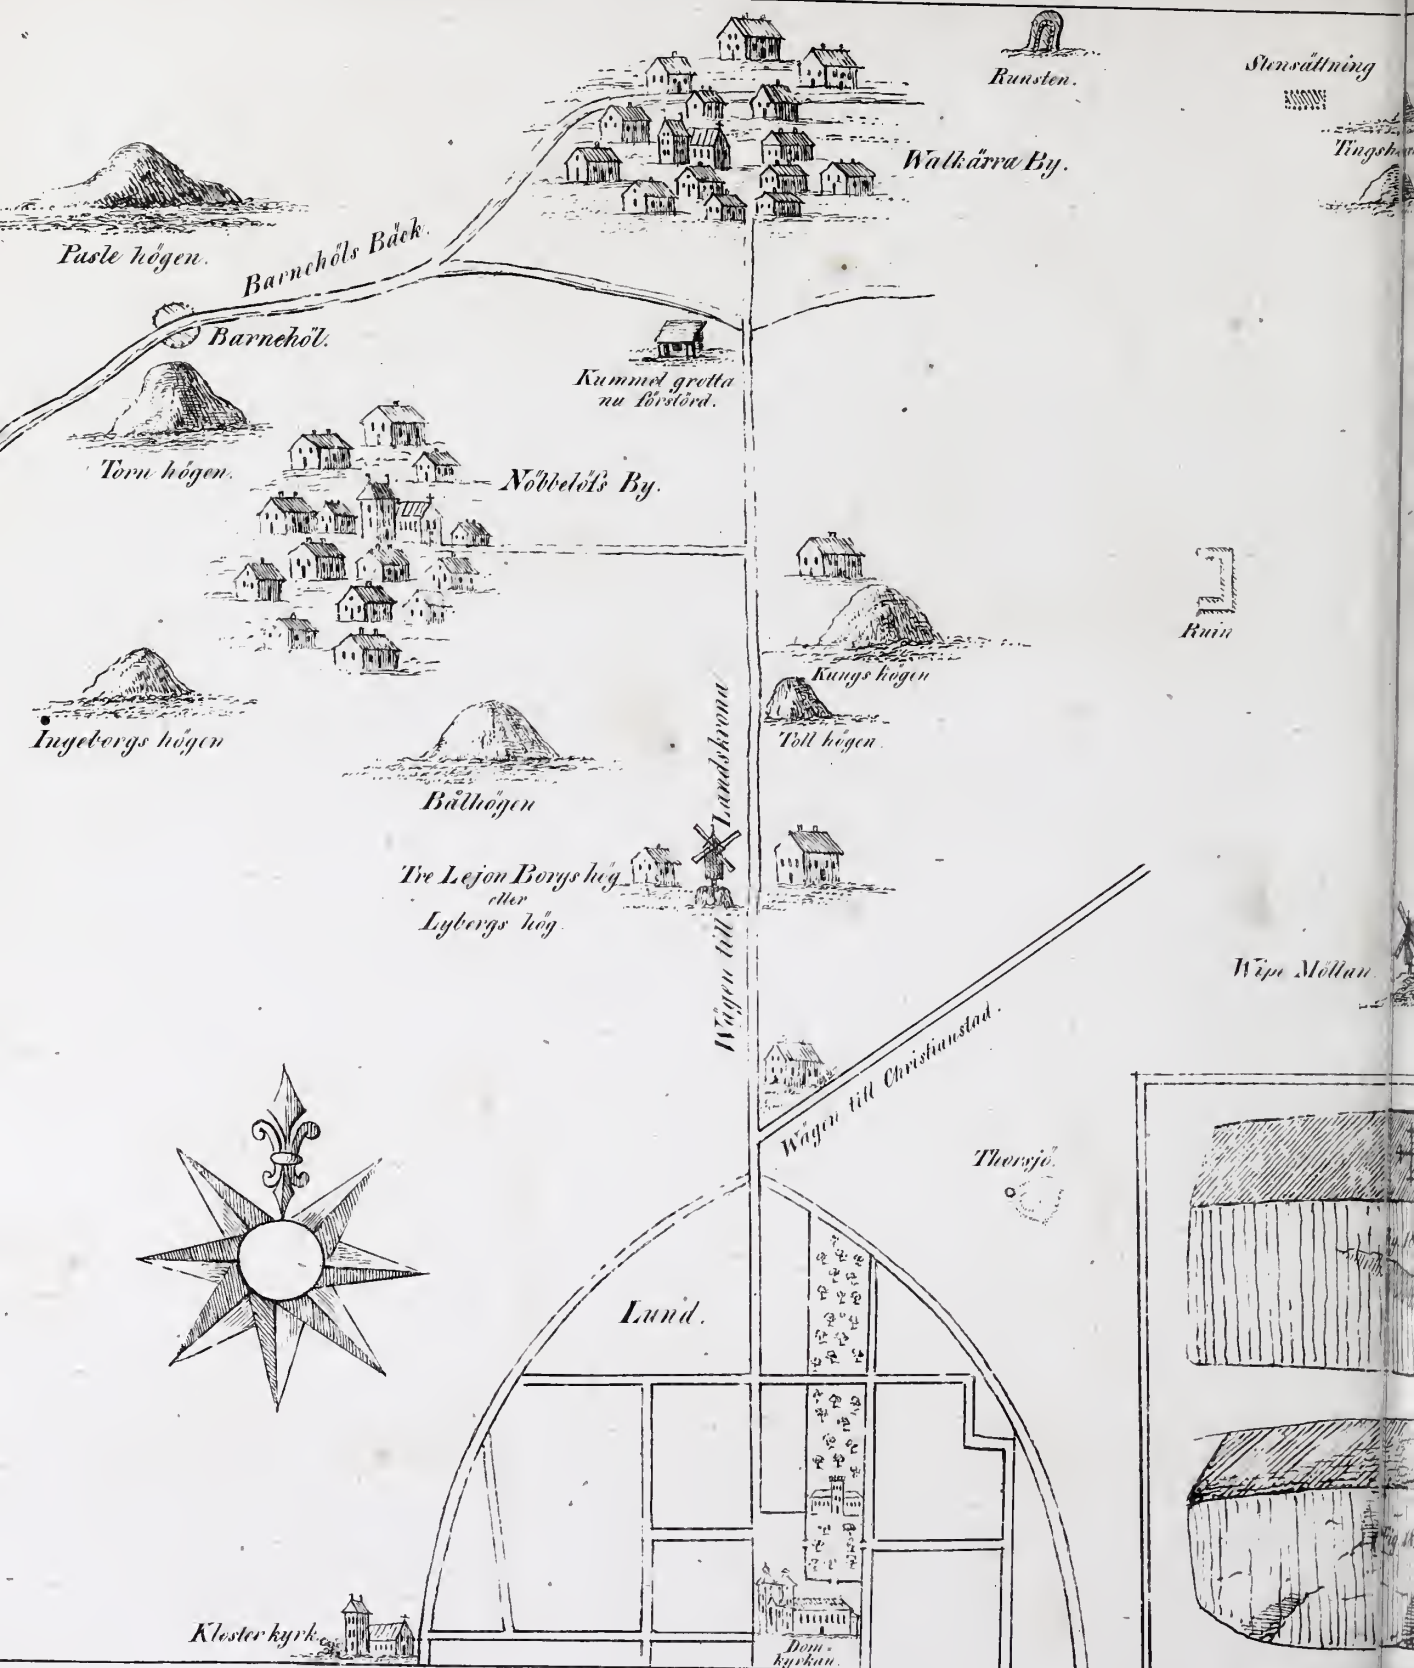 Runsten.
Stensättning
Walkärra By.
Pusle högen.
Barnehöls Bäck.
Barnehöl.
Kummel grotta
nu förstörd.
Torn högen.
Nöbbelöfs By.
Ruin
Kungs högen
Ingeborgs högen
Toll högen.
Bålhögen
Wägen till Landskrona
Tre Lejon Borgs hög
eller
Lybergs hög.
Wipe Möllan.
Wägen till Christianstad.
Thorsjö.
Lund.
Kloster kyrk.
Dom-
kyrkan.